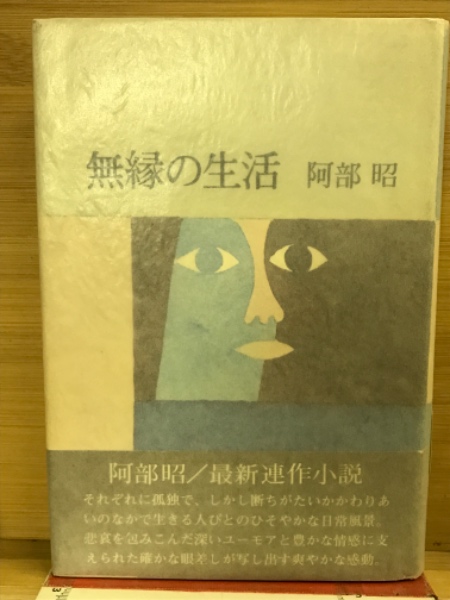 無縁の生活 阿部 昭
阿部昭／最新連作小説
それぞれに孤独で、しかし断ちがたいかかわりあ
いのなかで生きる人びとのひそやかな日常風景。
悲哀を包みこんだ深いユーモアと豊かな情感に支
えられた確かな眼差しが写し出す爽やかな感動。